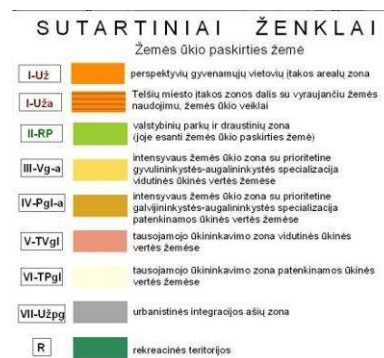 SUTARTINIAI ŽENKLAI
Žemės ūkio paskirties žemė
I-Už
perspektyvių gyvenamųjų vietovių įtakos arealų zona
I-Uža
Telšių miesto įtakos zonos dalis su vyraujančiu žemės
naudojimu, žemės ūkio veiklai
II-RP
valstybinių parkų ir draustinių zona
(joje esanti žemės ūkio paskirties žemė)
III-Vg-a
intensyvaus žemės ūkio zona su prioritetine
gyvulininkystės-augalininkystės specializacija
vidutinės ūkinės vertės žemėse
IV-Pgl-a
intensyvaus žemės ūkio zona su prioritetine
galvijininkystės-augalininkystės specializacija
patenkinamos ūkinės vertės žemėse
V-TVgl
tausojamojo ūkininkavimo zona vidutinės ūkinės
vertės žemėse
VI-TPgl
tausojamojo ūkininkavimo zona patenkinamos ūkinės
vertės žemėse
VII-Užpg
urbanistinės integracijos ašių zona
R
rekreacinės teritorijos